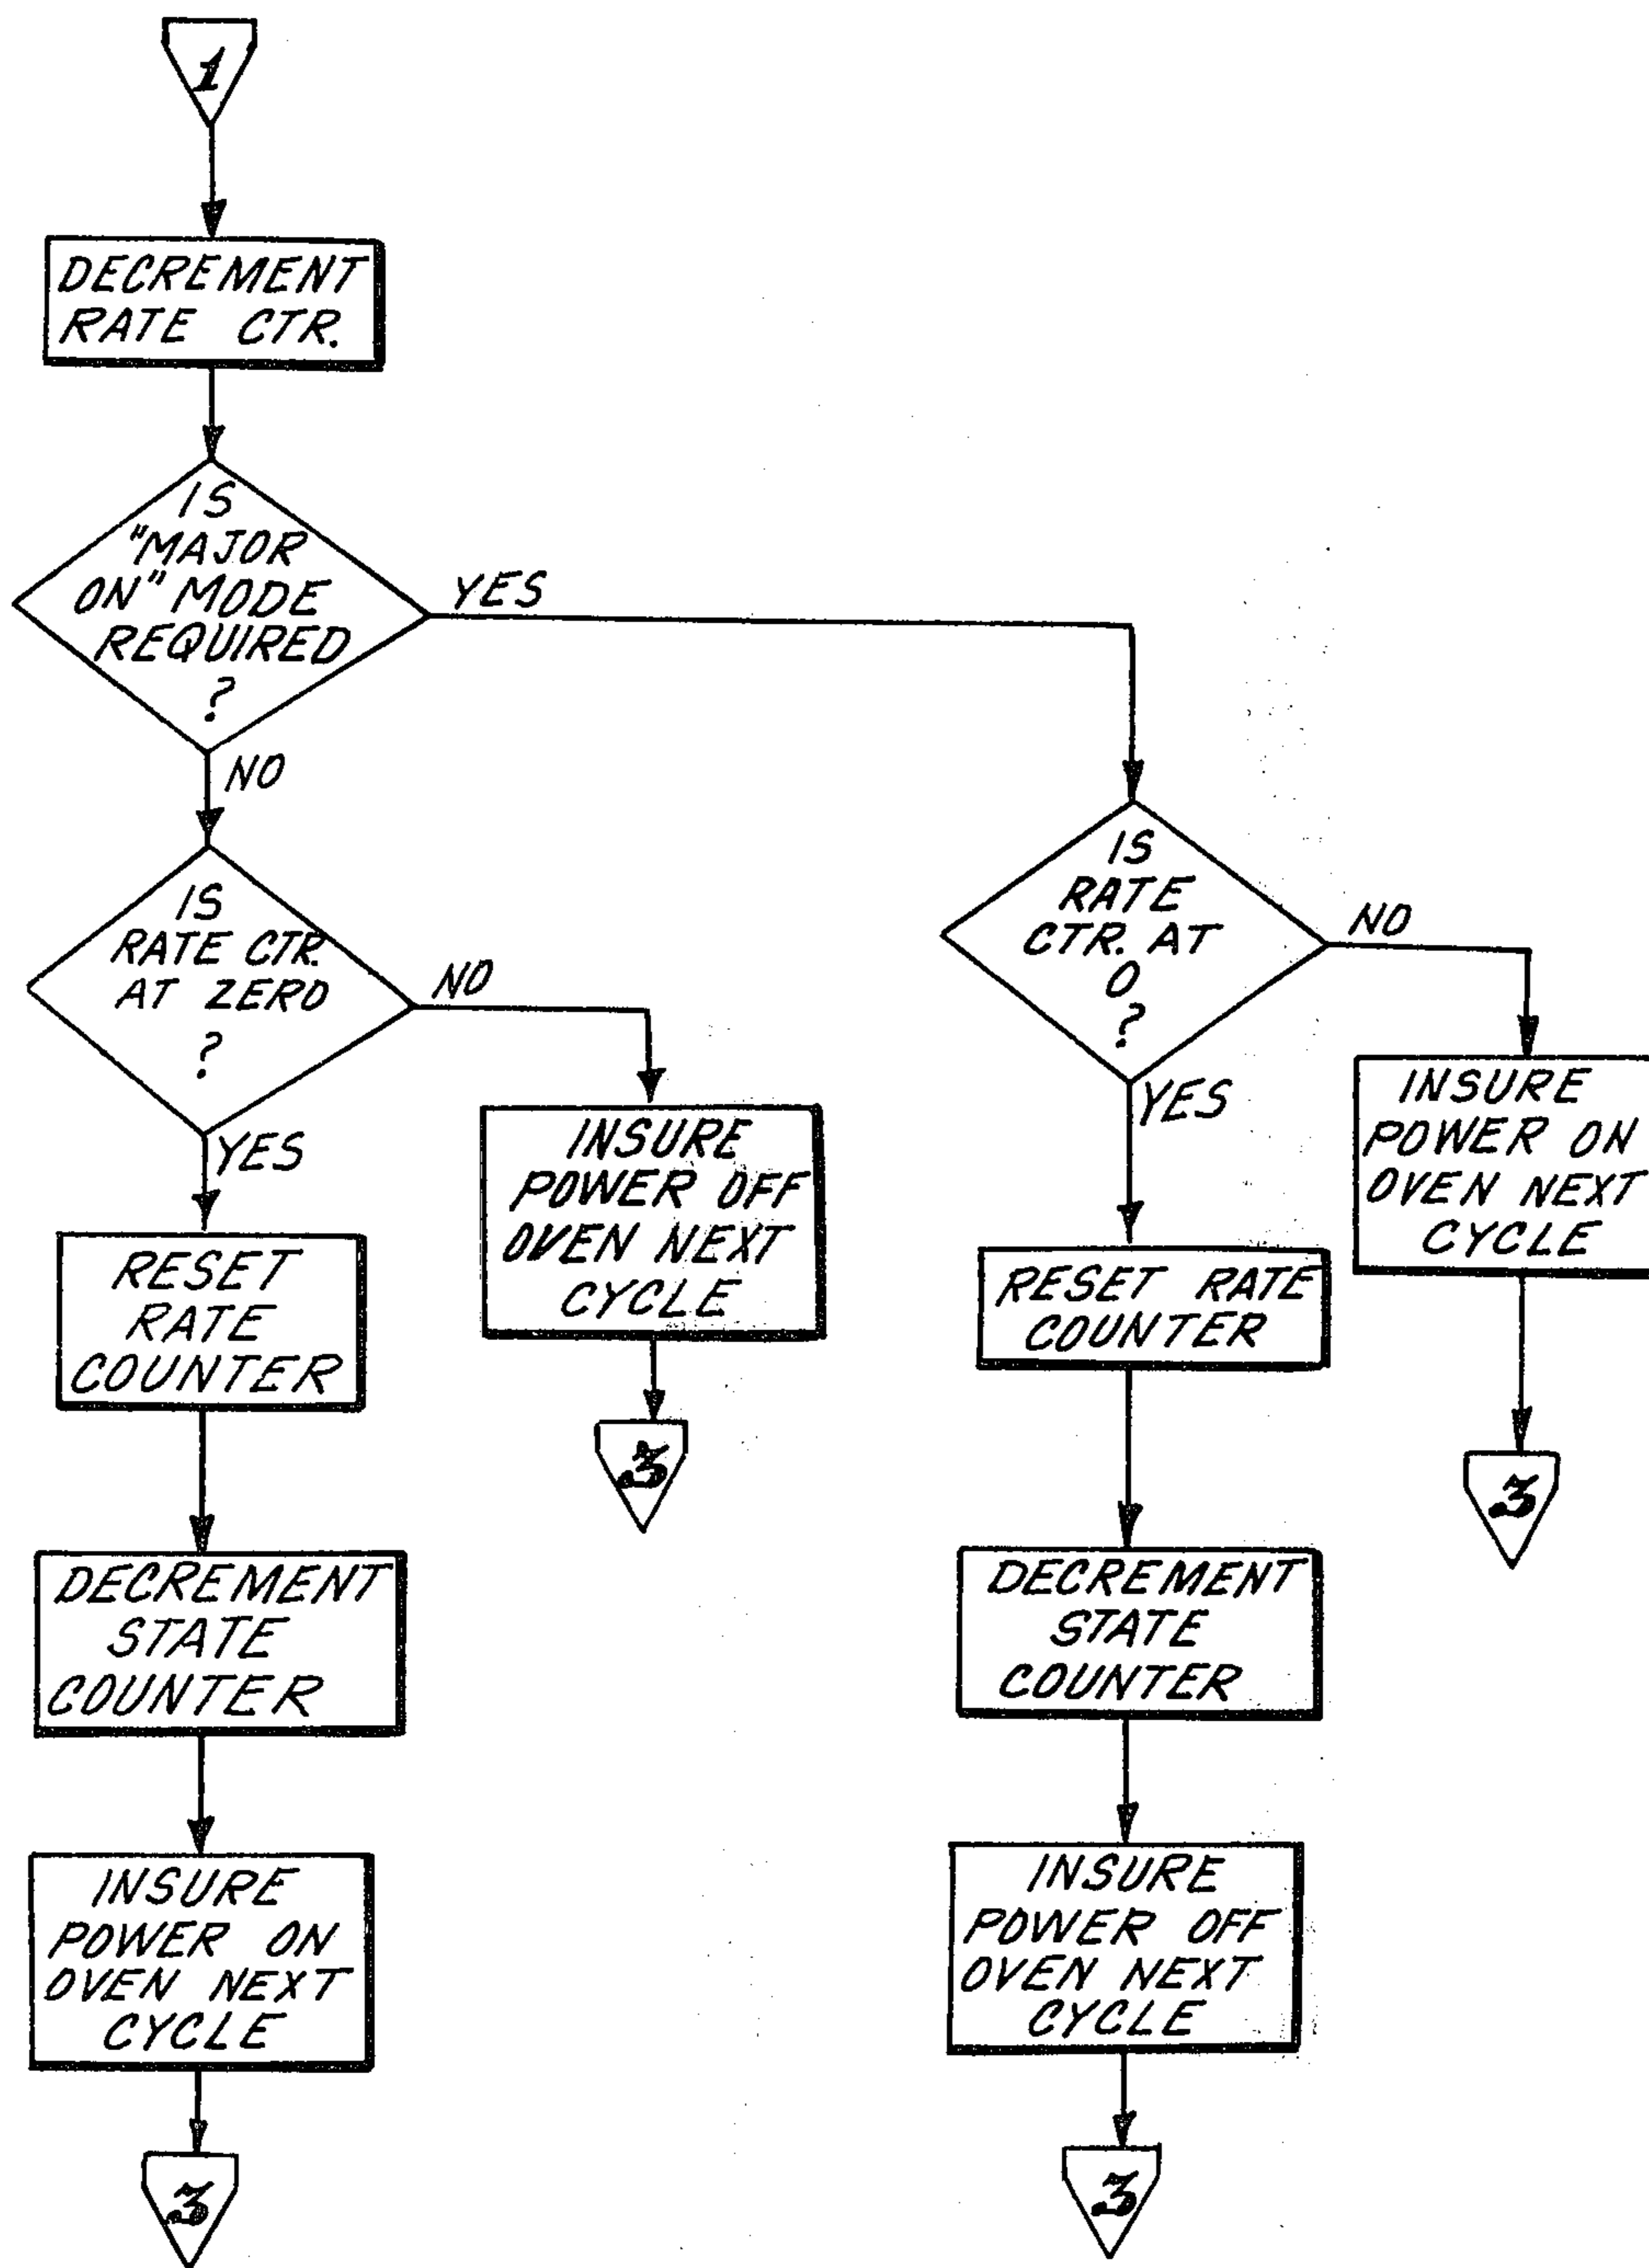 1
DECREMENT
RATE CTR.
IS
"MAJOR
ON" MODE
REQUIRED
?
YES
NO
IS
RATE CTR.
AT ZERO
?
NO
YES
INSURE
POWER OFF
OVEN NEXT
CYCLE
3
RESET
RATE
COUNTER
DECREMENT
STATE
COUNTER
INSURE
POWER ON
OVEN NEXT
CYCLE
3
IS
RATE
CTR. AT
0
?
NO
YES
INSURE
POWER ON
OVEN NEXT
CYCLE
3
RESET RATE
COUNTER
DECREMENT
STATE
COUNTER
INSURE
POWER OFF
OVEN NEXT
CYCLE
3